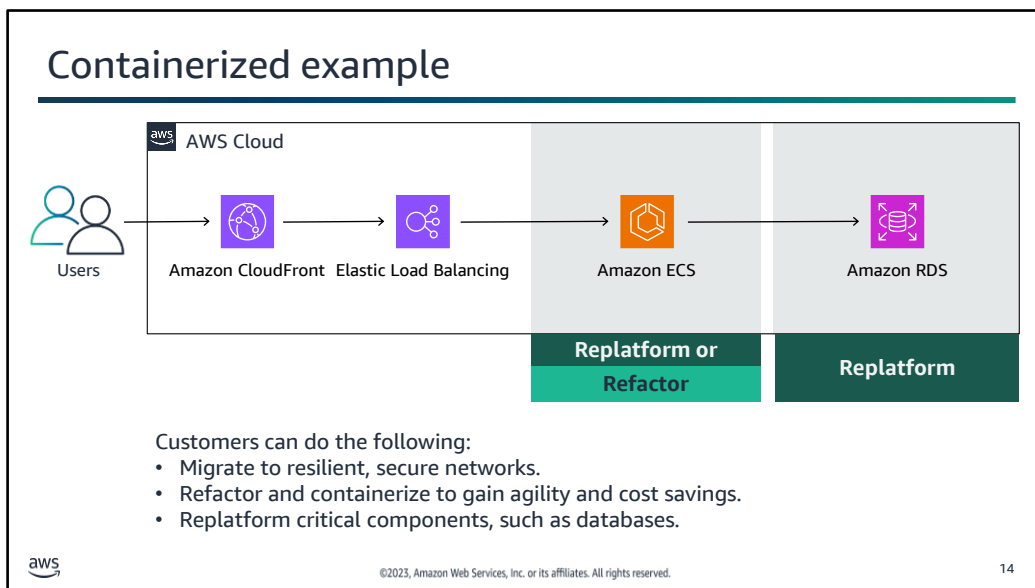 Containerized example
aws
AWS Cloud
Users
Amazon CloudFront
Elastic Load Balancing
Amazon ECS
Amazon RDS
Replatform or
Refactor
Replatform
Customers can do the following:
• Migrate to resilient, secure networks.
• Refactor and containerize to gain agility and cost savings.
• Replatform critical components, such as databases.
aws
©2023, Amazon Web Services, Inc. or its affiliates. All rights reserved.
14